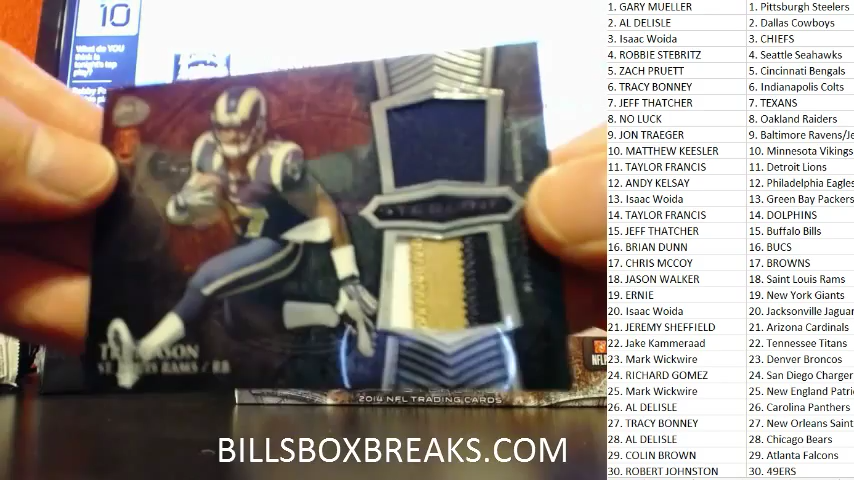 10
What do YOU
think is
tonight's top
play?
STERLING
TRE MASON
ST. LOUIS RAMS / RB
2014 NFL TRADING CARDS
BILLSBOXBREAKS.COM
1. GARY MUELLER 1. Pittsburgh Steelers
2. AL DELISLE 2. Dallas Cowboys
3. Isaac Woida 3. CHIEFS
4. ROBBIE STEBRITZ 4. Seattle Seahawks
5. ZACH PRUETT 5. Cincinnati Bengals
6. TRACY BONNEY 6. Indianapolis Colts
7. JEFF THATCHER 7. TEXANS
8. NO LUCK 8. Oakland Raiders
9. JON TRAEGER 9. Baltimore Ravens/Je
10. MATTHEW KEESLER 10. Minnesota Vikings
11. TAYLOR FRANCIS 11. Detroit Lions
12. ANDY KELSAY 12. Philadelphia Eagles
13. Isaac Woida 13. Green Bay Packers
14. TAYLOR FRANCIS 14. DOLPHINS
15. JEFF THATCHER 15. Buffalo Bills
16. BRIAN DUNN 16. BUCS
17. CHRIS MCCOY 17. BROWNS
18. JASON WALKER 18. Saint Louis Rams
19. ERNIE 19. New York Giants
20. Isaac Woida 20. Jacksonville Jaguar
21. JEREMY SHEFFIELD 21. Arizona Cardinals
22. Jake Kammeraad 22. Tennessee Titans
23. Mark Wickwire 23. Denver Broncos
24. RICHARD GOMEZ 24. San Diego Charger
25. Mark Wickwire 25. New England Patri
26. AL DELISLE 26. Carolina Panthers
27. TRACY BONNEY 27. New Orleans Saint
28. AL DELISLE 28. Chicago Bears
29. COLIN BROWN 29. Atlanta Falcons
30. ROBERT JOHNSTON 30. 49ERS